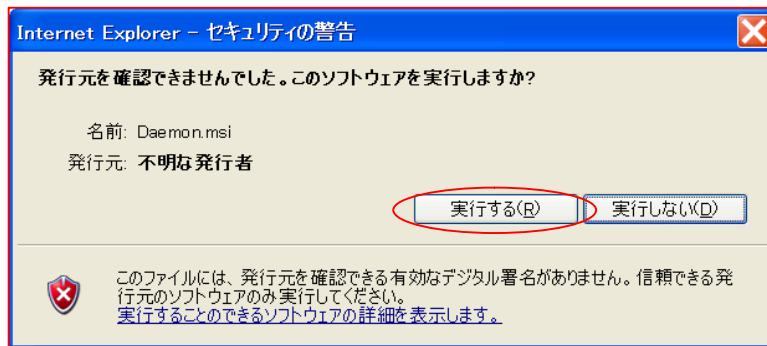 Internet Explorer - セキュリティの警告
発行元を確認できませんでした。このソフトウェアを実行しますか?
名前: Daemon.msi
発行元: 不明な発行者
実行する(R) 実行しない(D)
このファイルには、発行元を確認できる有効なデジタル署名がありません。信頼できる発
行元のソフトウェアのみ実行してください。
実行することのできるソフトウェアの詳細を表示します。